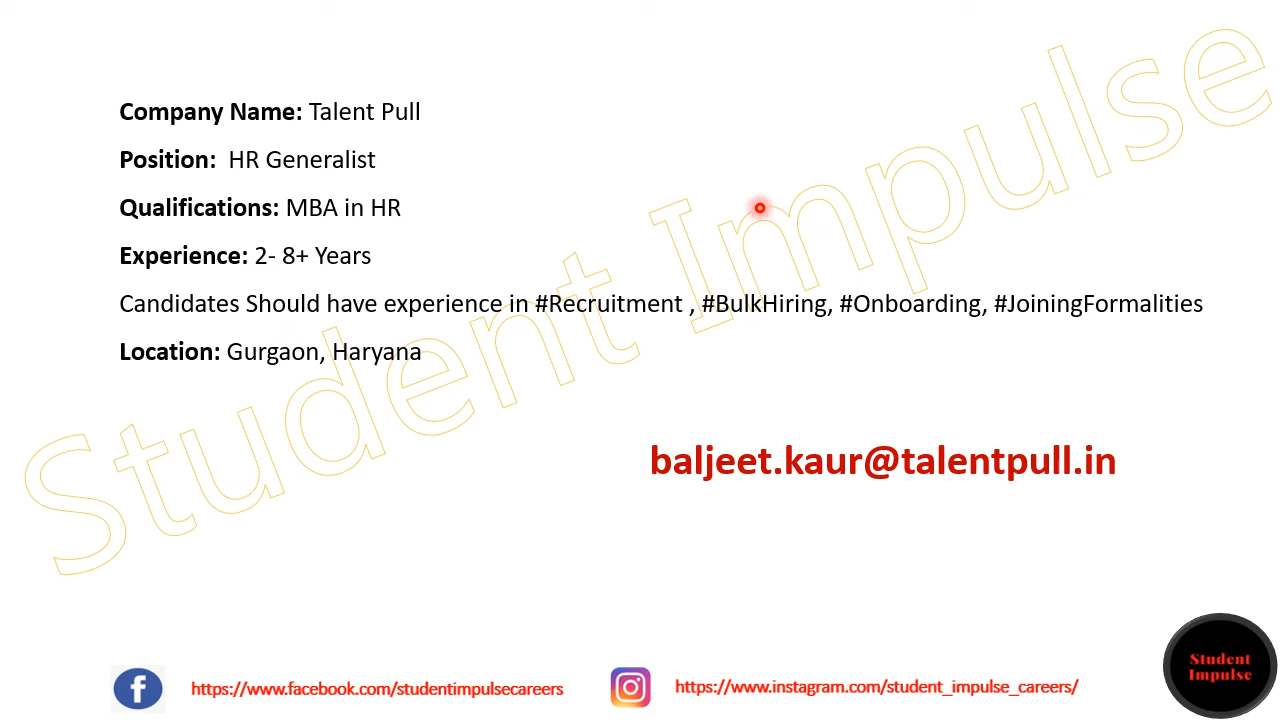 Company Name: Talent Pull
Position: HR Generalist
Qualifications: MBA in HR
Experience: 2- 8+ Years
Candidates Should have experience in #Recruitment , #BulkHiring, #Onboarding, #JoiningFormalities
Location: Gurgaon, Haryana
Student Impulse
baljeet.kaur@talentpull.in
https://www.facebook.com/studentimpulsecareers
https://www.instagram.com/student_impulse_careers/
Student
Impulse